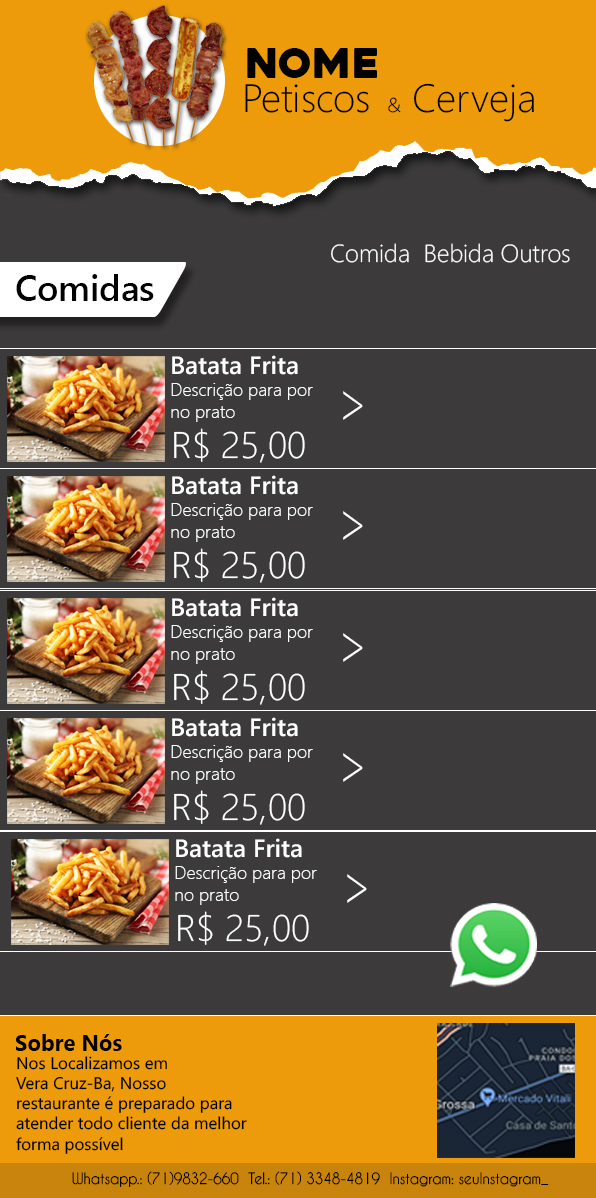 NOME
Petiscos & Cerveja
Comida Bebida Outros
Comidas
Batata Frita
Descrição para por
no prato
R$ 25,00
>
Batata Frita
Descrição para por
no prato
R$ 25,00
>
Batata Frita
Descrição para por
no prato
R$ 25,00
>
Batata Frita
Descrição para por
no prato
R$ 25,00
>
Batata Frita
Descrição para por
no prato
R$ 25,00
>
Sobre Nós
Nos Localizamos em
Vera Cruz-Ba, Nosso
restaurante é preparado para
atender todo cliente da melhor
forma possível
CONDO
PRAIA DOS
BA-
Grossa
Mercado Vitali
Casa de Sant
Whatsapp.: (71)9832-660 Tel.: (71) 3348-4819 Instagram: seuInstagram_